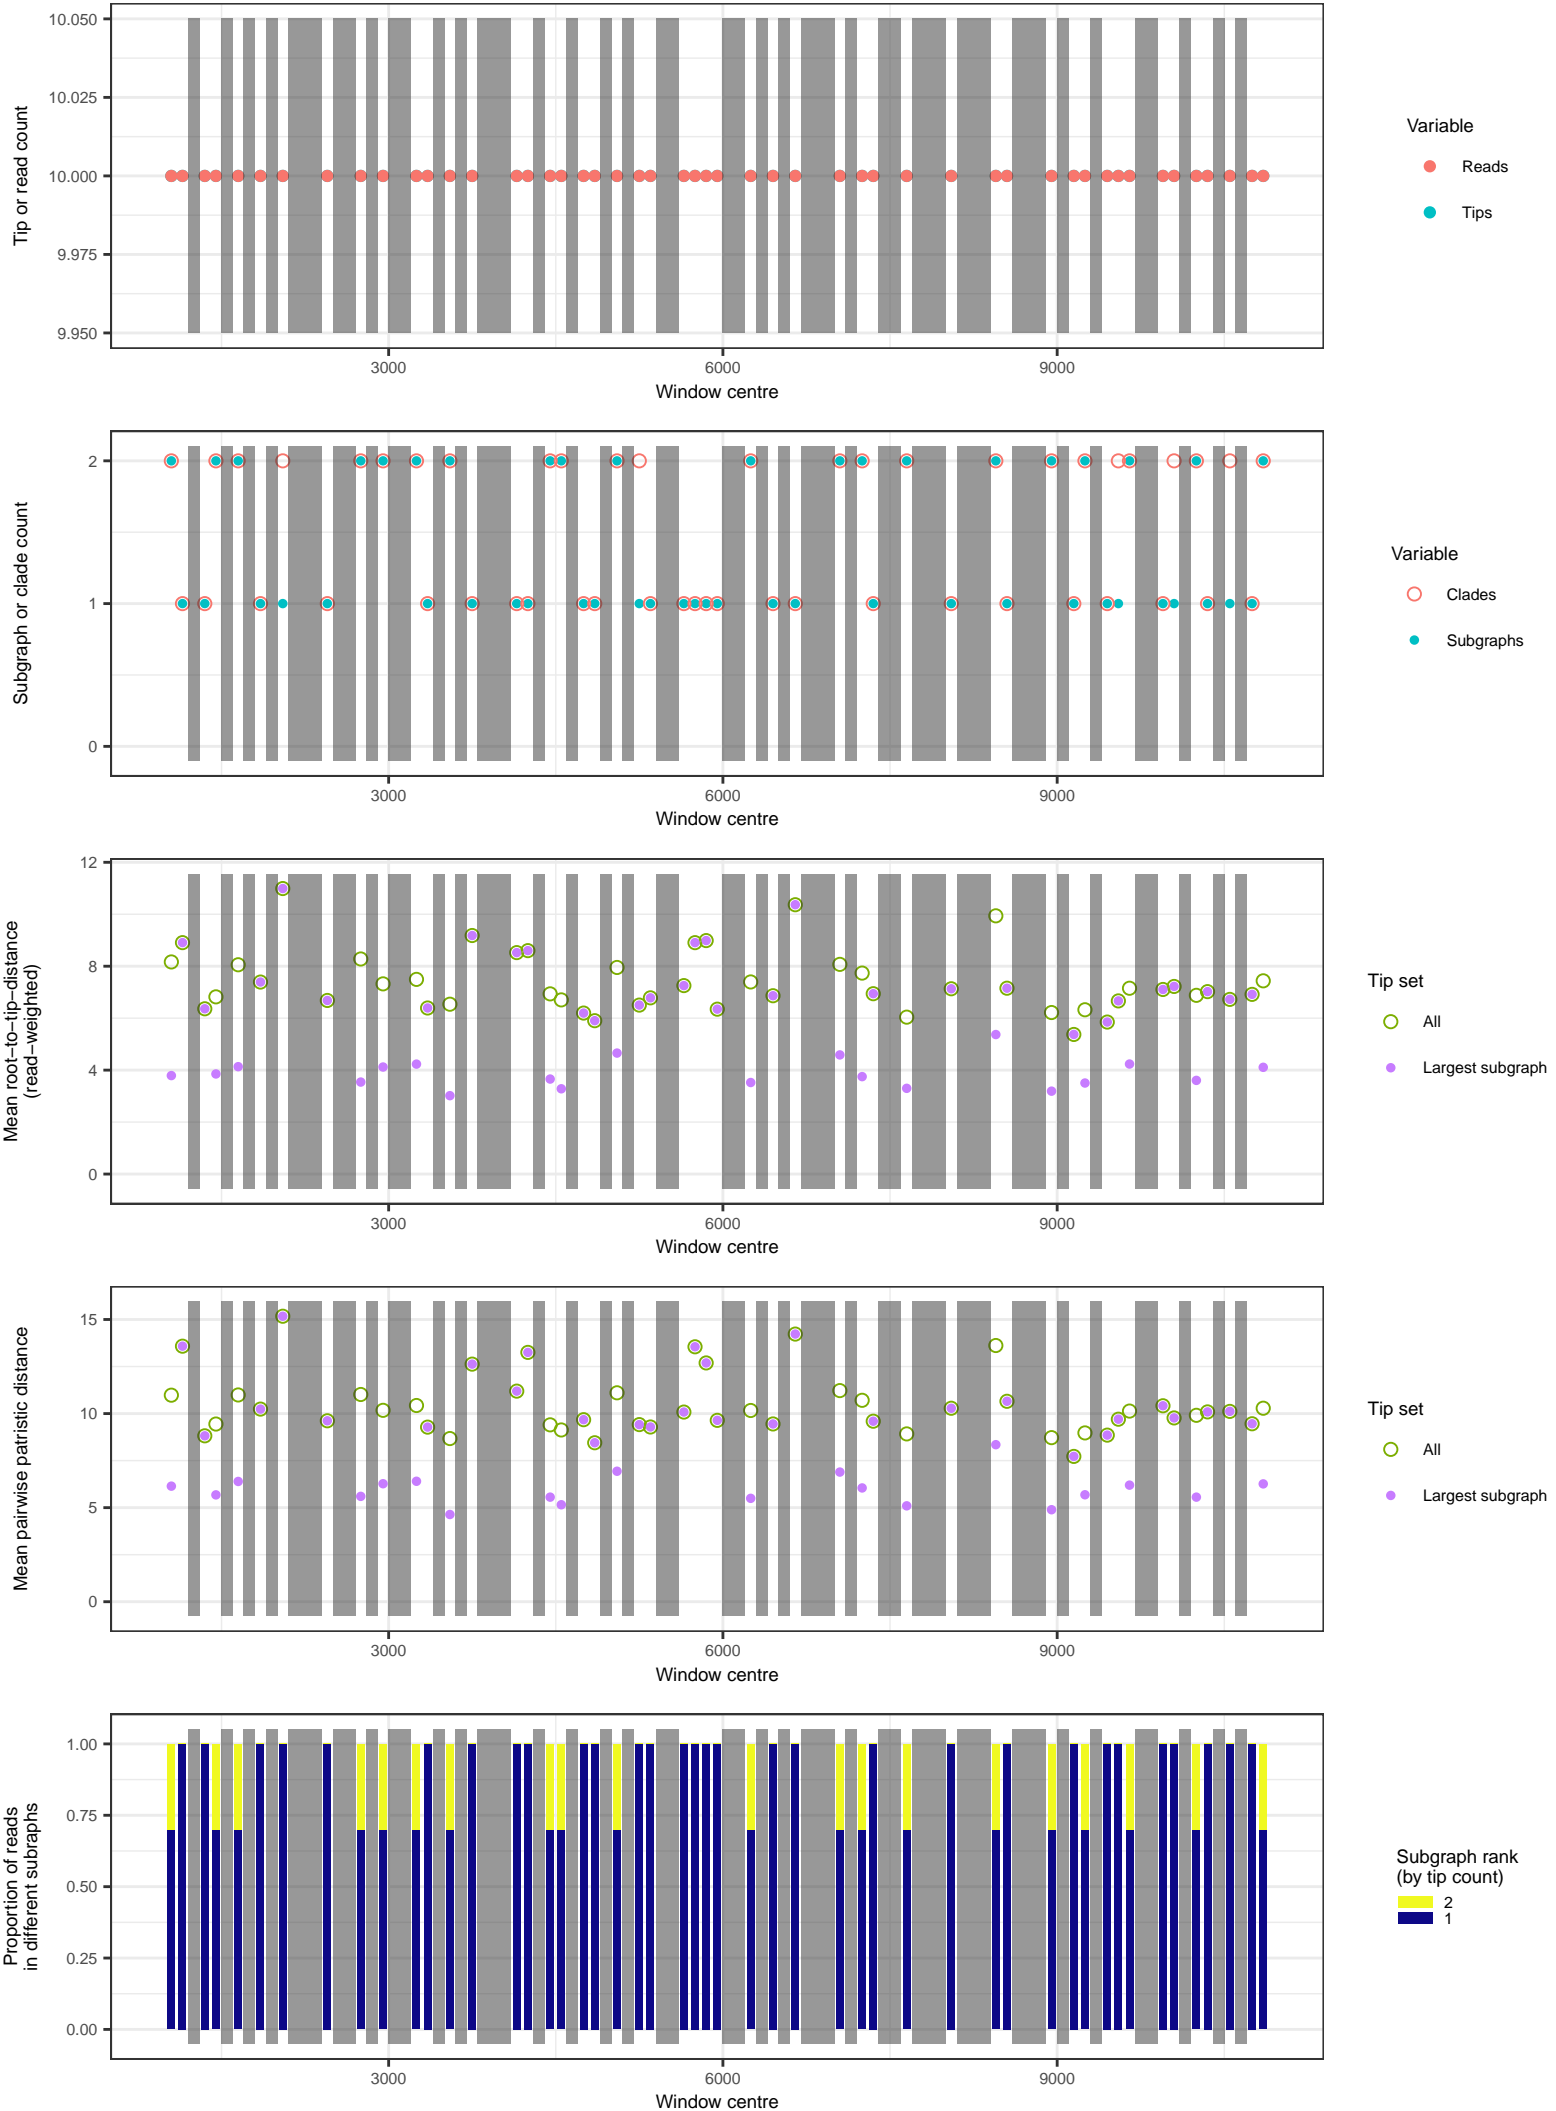 10.050
10.025
10.000
9.975
9.950
Tip or read count
3000 6000 9000
Window centre
Variable
Reads
Tips
2
1
0
Subgraph or clade count
3000 6000 9000
Window centre
Variable
Clades
Subgraphs
12
8
4
0
Mean root−to−tip−distance
(read−weighted)
3000 6000 9000
Window centre
Tip set
All
Largest subgraph
15
10
5
0
Mean pairwise patristic distance
3000 6000 9000
Window centre
Tip set
All
Largest subgraph
1.00
0.75
0.50
0.25
0.00
Proportion of reads
in different subraphs
3000 6000 9000
Window centre
Subgraph rank
(by tip count)
2
1